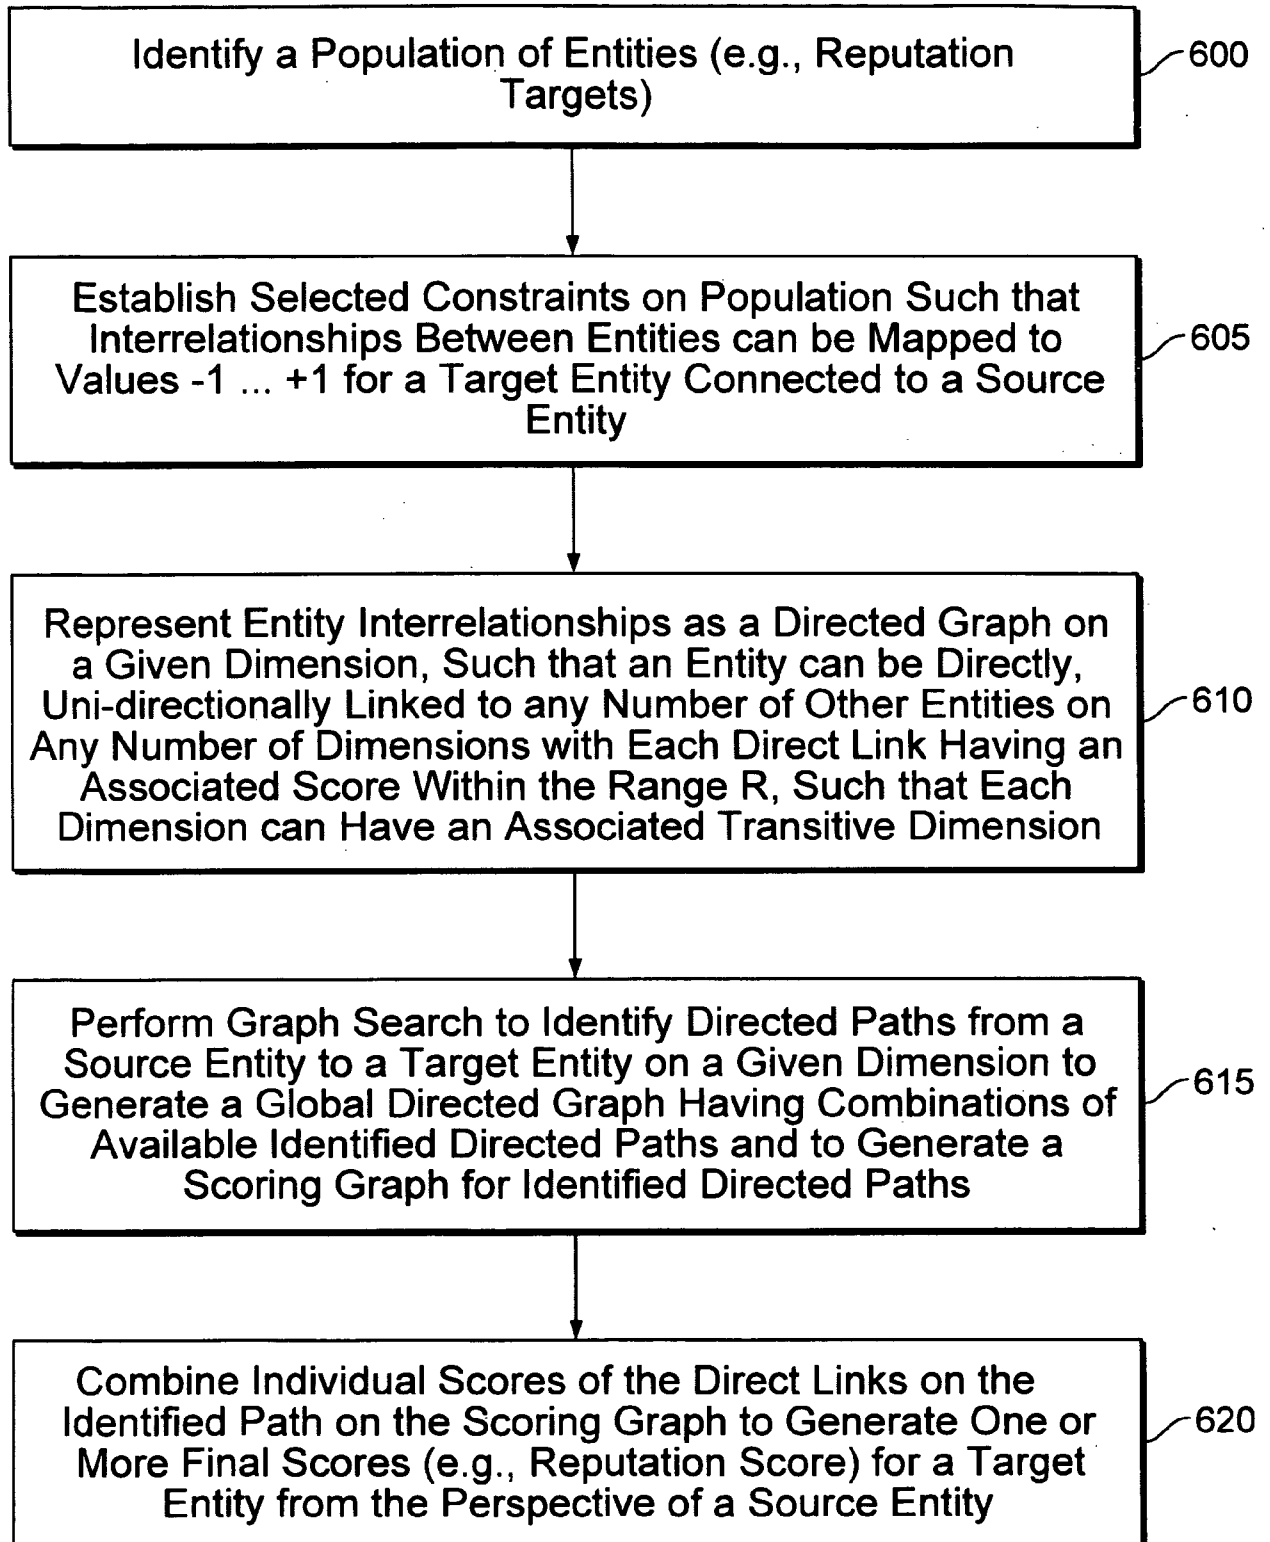 Identify a Population of Entities (e.g., Reputation
Targets)
600
Establish Selected Constraints on Population Such that
Interrelationships Between Entities can be Mapped to
Values -1 ... +1 for a Target Entity Connected to a Source
Entity
605
Represent Entity Interrelationships as a Directed Graph on
a Given Dimension, Such that an Entity can be Directly,
Uni-directionally Linked to any Number of Other Entities on
Any Number of Dimensions with Each Direct Link Having an
Associated Score Within the Range R, Such that Each
Dimension can Have an Associated Transitive Dimension
610
Perform Graph Search to Identify Directed Paths from a
Source Entity to a Target Entity on a Given Dimension to
Generate a Global Directed Graph Having Combinations of
Available Identified Directed Paths and to Generate a
Scoring Graph for Identified Directed Paths
615
Combine Individual Scores of the Direct Links on the
Identified Path on the Scoring Graph to Generate One or
More Final Scores (e.g., Reputation Score) for a Target
Entity from the Perspective of a Source Entity
620